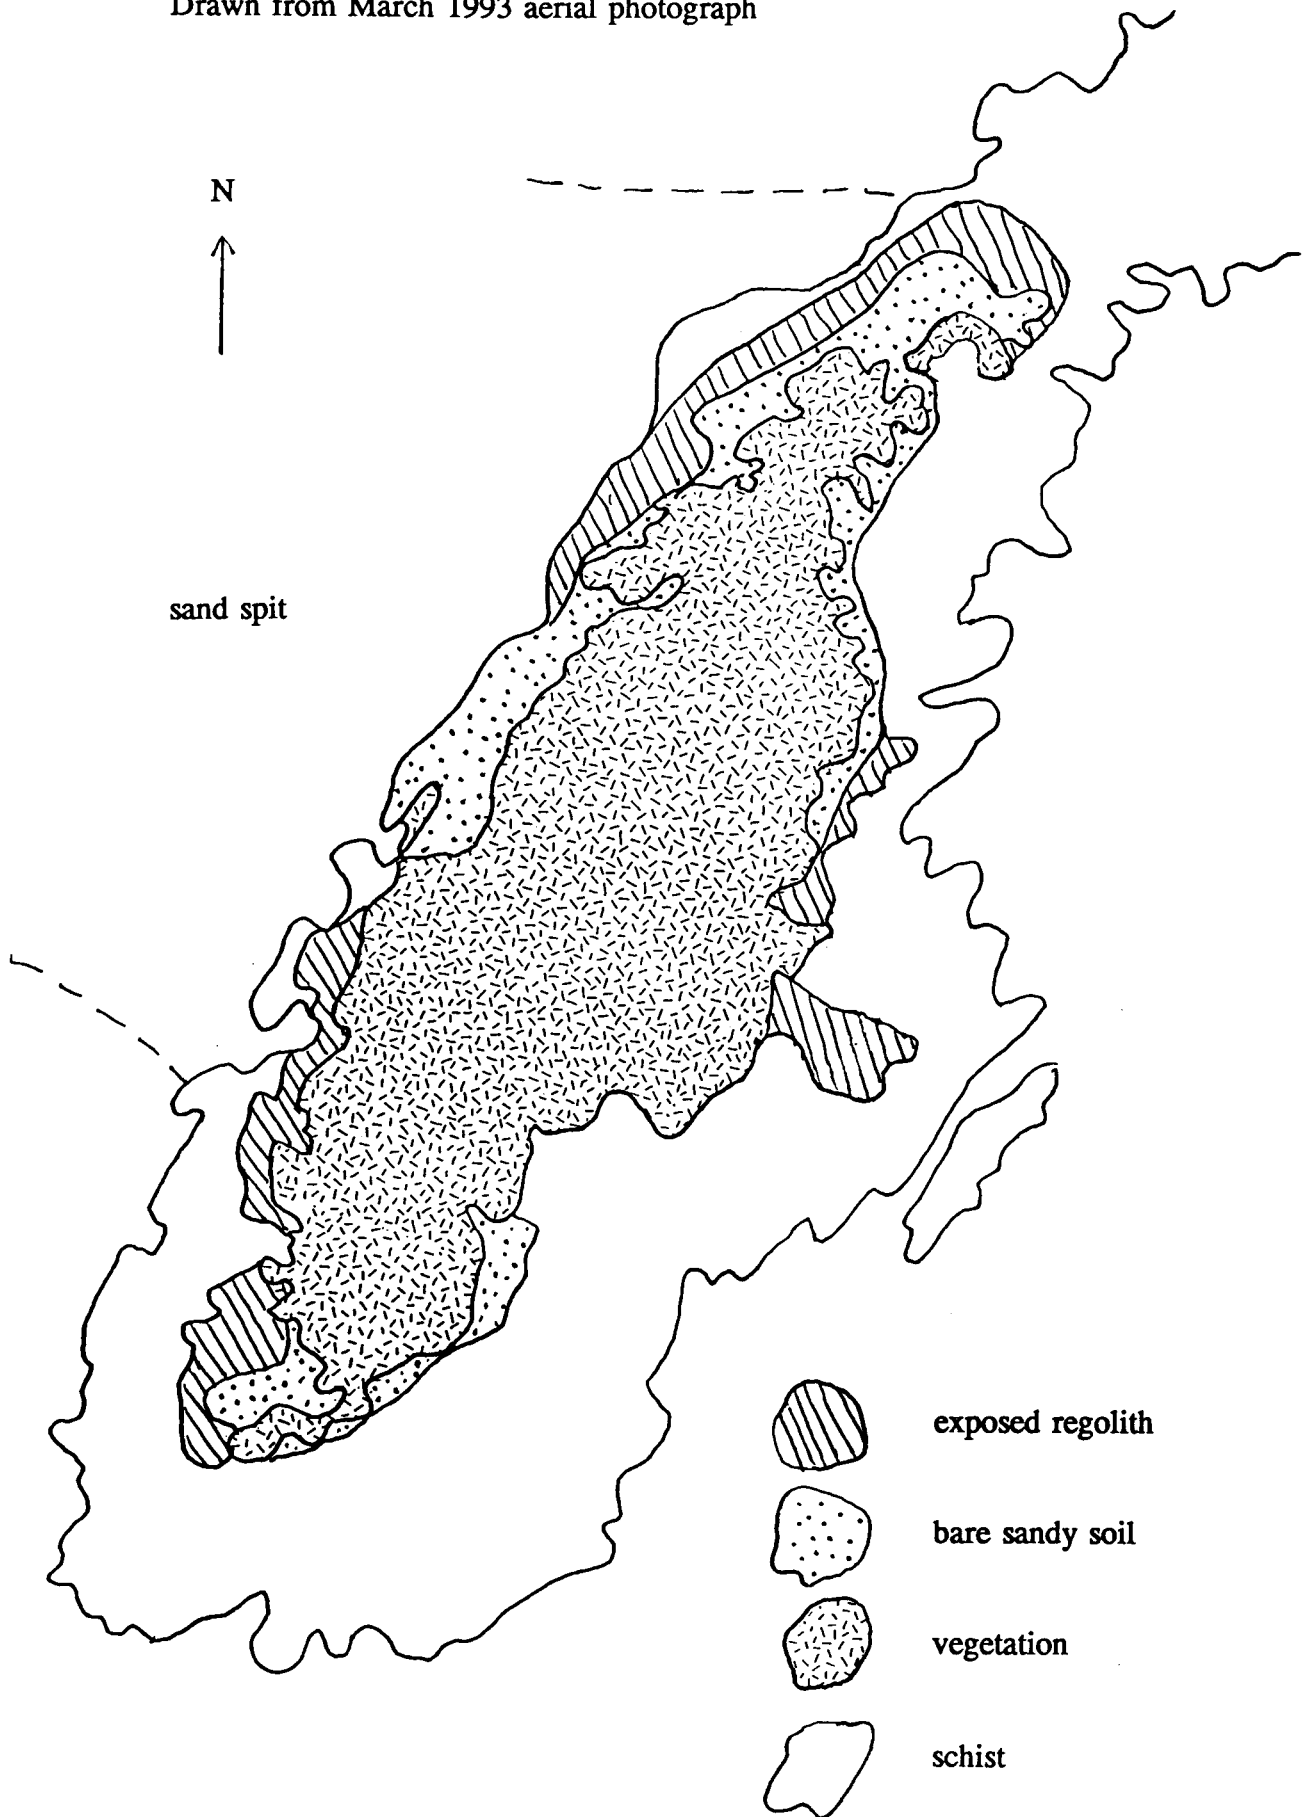 Drawn from March 1993 aerial photograph
N
sand spit
exposed regolith
bare sandy soil
vegetation
schist